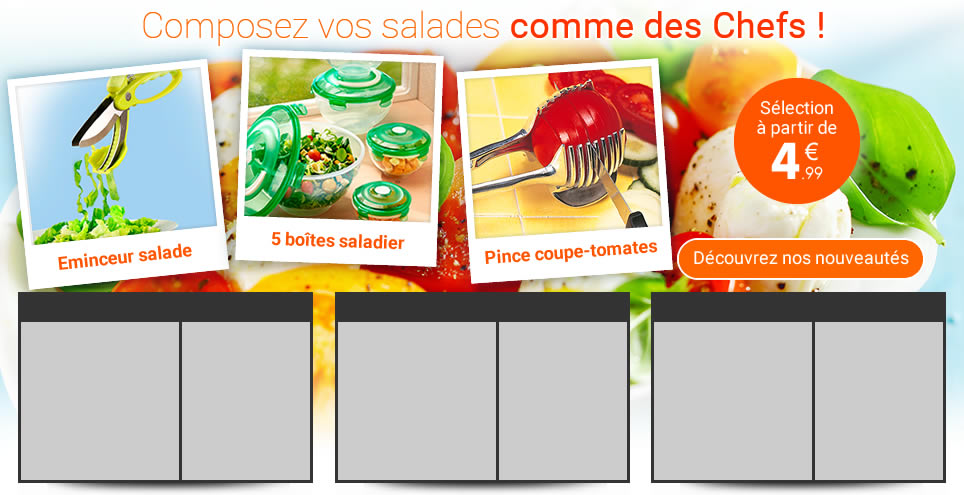 Composez vos salades comme des Chefs !
Eminceur salade
5 boîtes saladier
Pince coupe-tomates
Sélection
à partir de
4€.99
Découvrez nos nouveautés